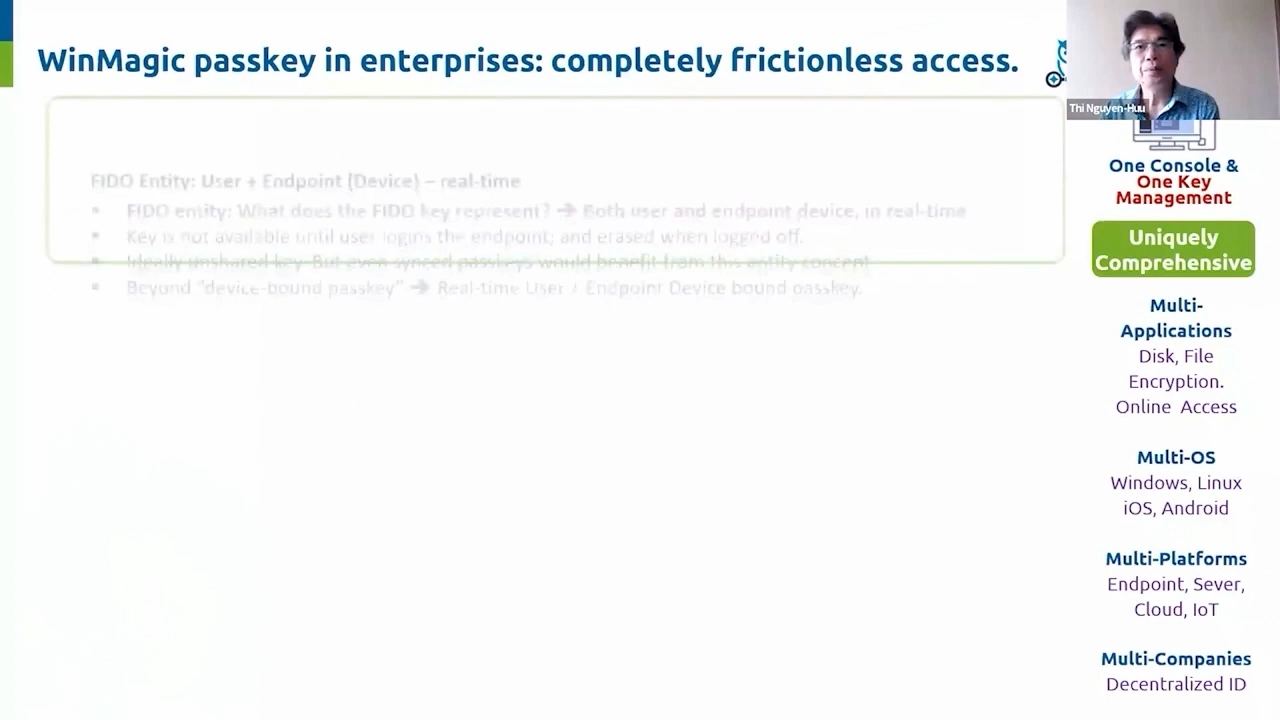 WinMagic passkey in enterprises: completely frictionless access.
Thi Nguyen-Huu
FIDO Entity: User + Endpoint (Device) – real-time
• FIDO entity: What does the FIDO key represent? ➔ Both user and endpoint device, in real-time
• Key is not available until user logins the endpoint; and erased when logged off.
• Ideally unshared key. But even synced passkeys would benefit from this entity concept
• Beyond "device-bound passkey" ➔ Real-time User + Endpoint Device bound passkey.
One Console &
One Key
Management
Uniquely
Comprehensive
Multi-
Applications
Disk, File
Encryption.
Online Access
Multi-OS
Windows, Linux
iOS, Android
Multi-Platforms
Endpoint, Sever,
Cloud, IoT
Multi-Companies
Decentralized ID